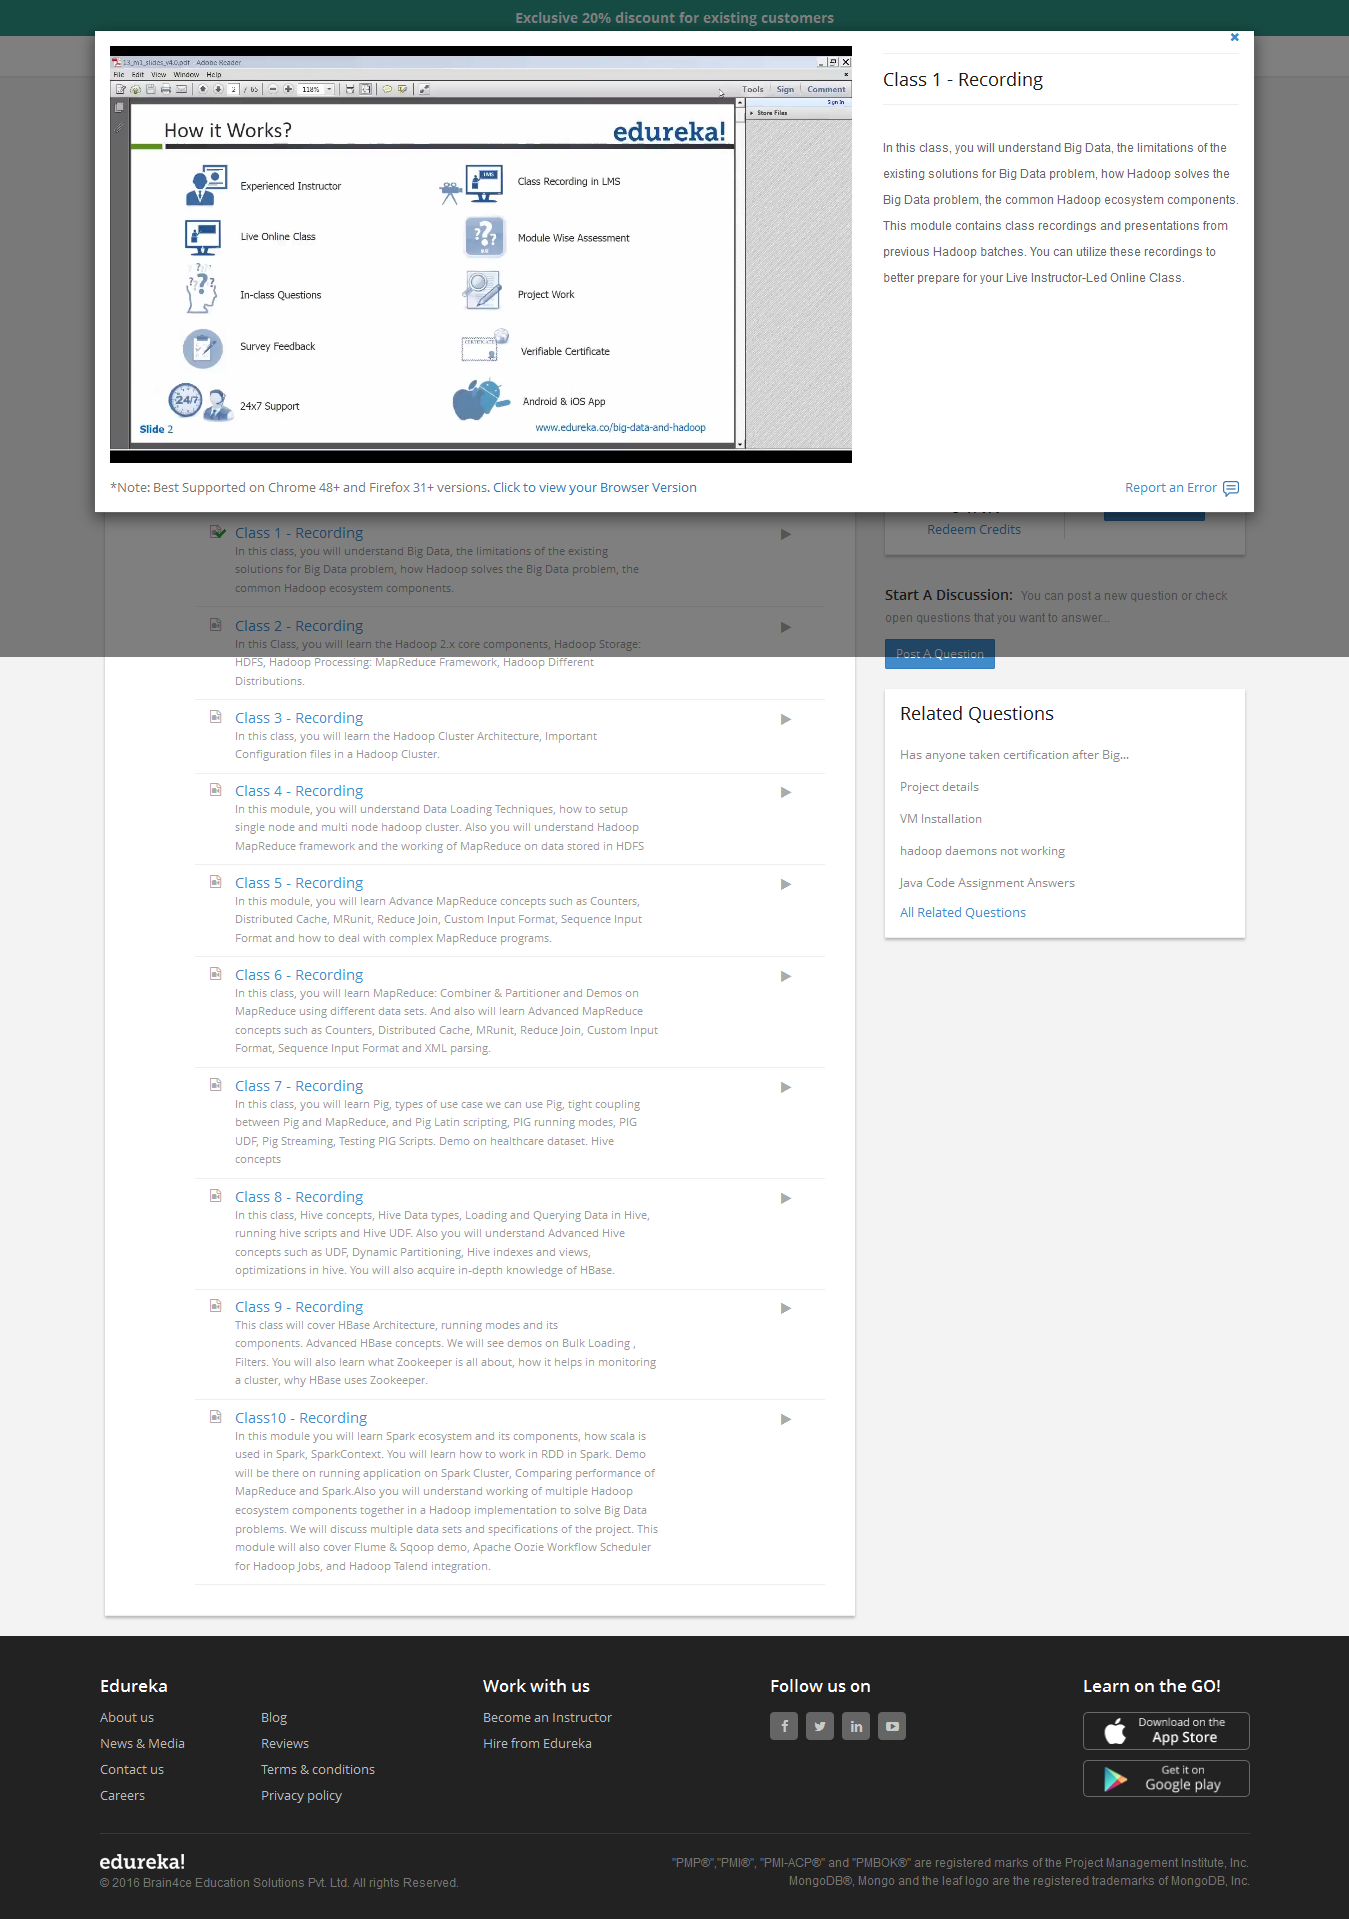 Exclusive 20% discount for existing customers
13_m1_slides_v4.0.pdf - Adobe Reader
File Edit View Window Help
2 / 65 118% Tools Sign Comment
Sign In
Store Files
How it Works?
edureka!
Experienced Instructor
LMS
Class Recording in LMS
Live Online Class
Module Wise Assessment
In-class Questions
Project Work
Survey Feedback
CERTIFICATE
Verifiable Certificate
24/7
24x7 Support
Android & iOS App
Slide 2
www.edureka.co/big-data-and-hadoop
Class 1 - Recording
In this class, you will understand Big Data, the limitations of the
existing solutions for Big Data problem, how Hadoop solves the
Big Data problem, the common Hadoop ecosystem components.
This module contains class recordings and presentations from
previous Hadoop batches. You can utilize these recordings to
better prepare for your Live Instructor-Led Online Class.
*Note: Best Supported on Chrome 48+ and Firefox 31+ versions. Click to view your Browser Version
Report an Error
Class 1 - Recording
In this class, you will understand Big Data, the limitations of the existing
solutions for Big Data problem, how Hadoop solves the Big Data problem, the
common Hadoop ecosystem components.
Class 2 - Recording
In this Class, you will learn the Hadoop 2.x core components, Hadoop Storage:
HDFS, Hadoop Processing: MapReduce Framework, Hadoop Different
Distributions.
Class 3 - Recording
In this class, you will learn the Hadoop Cluster Architecture, Important
Configuration files in a Hadoop Cluster.
Class 4 - Recording
In this module, you will understand Data Loading Techniques, how to setup
single node and multi node hadoop cluster. Also you will understand Hadoop
MapReduce framework and the working of MapReduce on data stored in HDFS
Class 5 - Recording
In this module, you will learn Advance MapReduce concepts such as Counters,
Distributed Cache, MRunit, Reduce Join, Custom Input Format, Sequence Input
Format and how to deal with complex MapReduce programs.
Class 6 - Recording
In this class, you will learn MapReduce: Combiner & Partitioner and Demos on
MapReduce using different data sets. And also will learn Advanced MapReduce
concepts such as Counters, Distributed Cache, MRunit, Reduce Join, Custom Input
Format, Sequence Input Format and XML parsing.
Class 7 - Recording
In this class, you will learn Pig, types of use case we can use Pig, tight coupling
between Pig and MapReduce, and Pig Latin scripting, PIG running modes, PIG
UDF, Pig Streaming, Testing PIG Scripts. Demo on healthcare dataset. Hive
concepts
Class 8 - Recording
In this class, Hive concepts, Hive Data types, Loading and Querying Data in Hive,
running hive scripts and Hive UDF. Also you will understand Advanced Hive
concepts such as UDF, Dynamic Partitioning, Hive indexes and views,
optimizations in hive. You will also acquire in-depth knowledge of HBase.
Class 9 - Recording
This class will cover HBase Architecture, running modes and its
components. Advanced HBase concepts. We will see demos on Bulk Loading ,
Filters. You will also learn what Zookeeper is all about, how it helps in monitoring
a cluster, why HBase uses Zookeeper.
Class10 - Recording
In this module you will learn Spark ecosystem and its components, how scala is
used in Spark, SparkContext. You will learn how to work in RDD in Spark. Demo
will be there on running application on Spark Cluster, Comparing performance of
MapReduce and Spark.Also you will understand working of multiple Hadoop
ecosystem components together in a Hadoop implementation to solve Big Data
problems. We will discuss multiple data sets and specifications of the project. This
module will also cover Flume & Sqoop demo, Apache Oozie Workflow Scheduler
for Hadoop Jobs, and Hadoop Talend integration.
Redeem Credits
Start A Discussion: You can post a new question or check
open questions that you want to answer...
Post A Question
Related Questions
Has anyone taken certification after Big...
Project details
VM Installation
hadoop daemons not working
Java Code Assignment Answers
All Related Questions
Edureka
About us
News & Media
Contact us
Careers
Blog
Reviews
Terms & conditions
Privacy policy
Work with us
Become an Instructor
Hire from Edureka
Follow us on
Learn on the GO!
Download on the
App Store
Get it on
Google play
edureka!
© 2016 Brain4ce Education Solutions Pvt. Ltd. All rights Reserved.
"PMP®","PMI®", "PMI-ACP®" and "PMBOK®" are registered marks of the Project Management Institute, Inc.
MongoDB®, Mongo and the leaf logo are the registered trademarks of MongoDB, Inc.